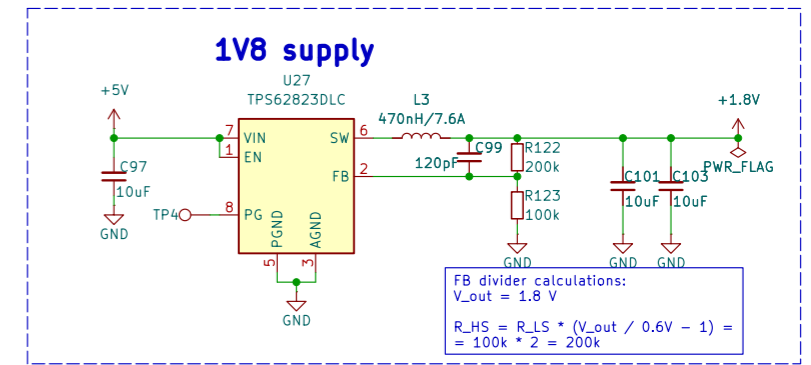 1V8 supply
U27
TPS62823DLC
+5V
L3
470nH/7.6A
+1.8V
7
VIN
1
EN
SW
6
FB
2
C99
120pF
R122
200k
PWR_FLAG
C97
10uF
C101
10uF
C103
10uF
R123
100k
TP4
8
PG
PGND
AGND
5
3
GND
GND
GND
GND
GND
GND
FB divider calculations:
V_out = 1.8 V
R_HS = R_LS * (V_out / 0.6V - 1) =
= 100k * 2 = 200k